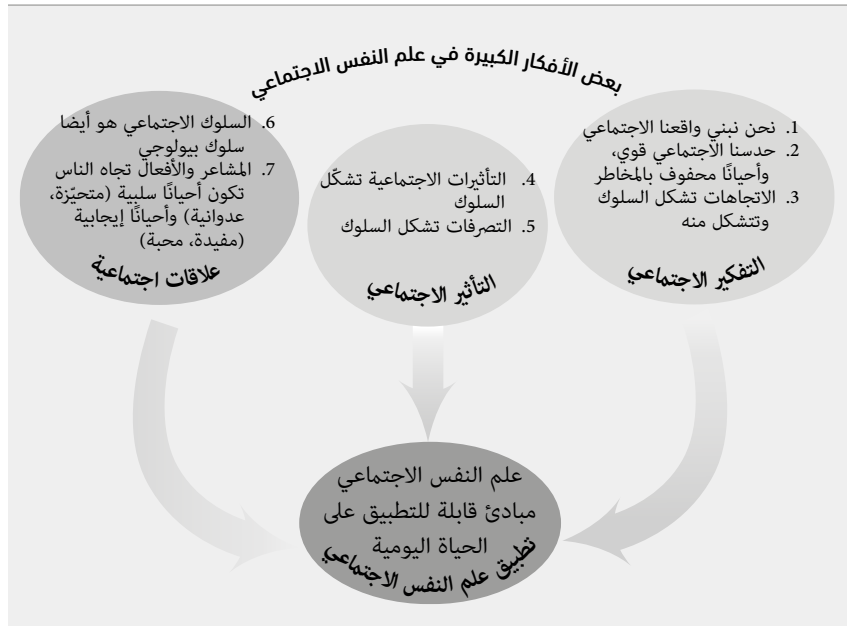 بعض الأفكار الكبيرة في علم النفس الاجتماعي
1. نحن نبني واقعنا الاجتماعي
2. حدسنا الاجتماعي قوي،
وأحيانًا محفوف بالمخاطر
3. الاتجاهات تشكل السلوك
وتتشكل منه
التفكير الاجتماعي
4. التأثيرات الاجتماعية تشكّل
السلوك
5. التصرفات تشكل السلوك
التأثير الاجتماعي
6. السلوك الاجتماعي هو أيضا
سلوك بيولوجي
7. المشاعر والأفعال تجاه الناس
تكون أحيانًا سلبية (متحيّزة،
عدوانية) وأحيانًا إيجابية
(مفيدة، محبة)
علاقات اجتماعية
علم النفس الاجتماعي
مبادئ قابلة للتطبيق على
الحياة اليومية
تطبيق علم النفس الاجتماعي